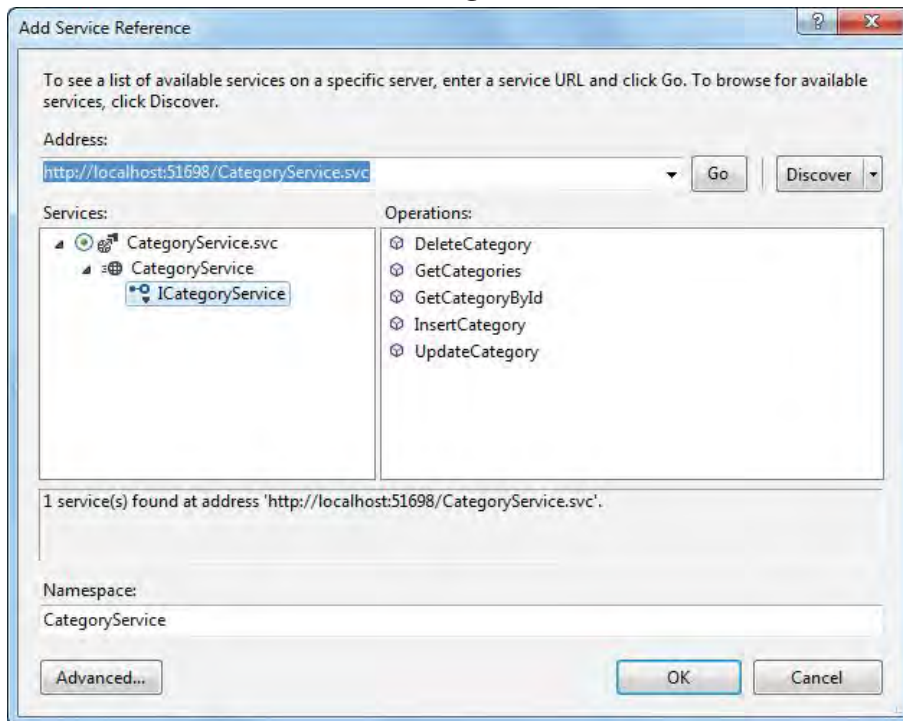 Add Service Reference
To see a list of available services on a specific server, enter a service URL and click Go. To browse for available
services, click Discover.
Address:
http://localhost:51698/CategoryService.svc
Go
Discover
Services:
Operations:
CategoryService.svc
CategoryService
ICategoryService
DeleteCategory
GetCategories
GetCategoryById
InsertCategory
UpdateCategory
1 service(s) found at address 'http://localhost:51698/CategoryService.svc'.
Namespace:
CategoryService
Advanced...
OK
Cancel